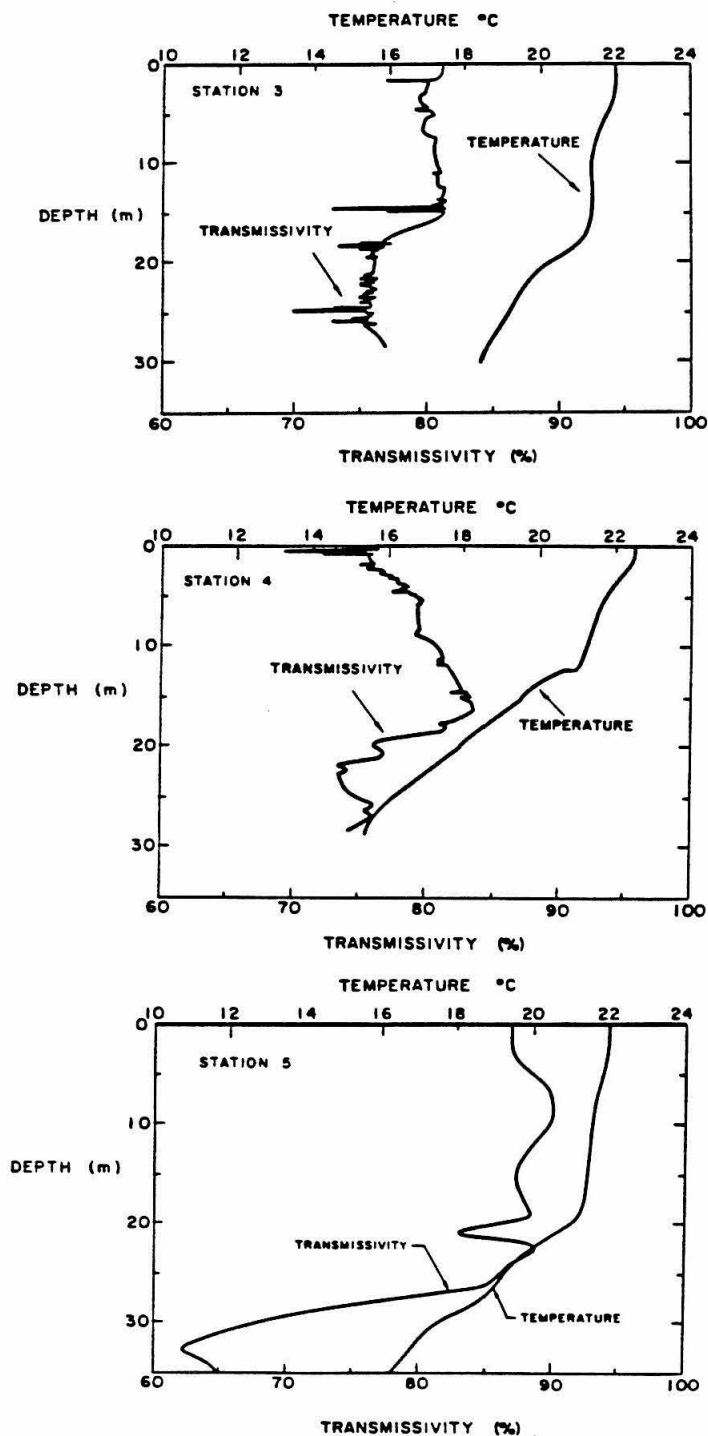 TEMPERATURE °C
10 12 14 16 18 20 22 24
0
STATION 3
TEMPERATURE
10
DEPTH (m)
TRANSMISSIVITY
20
30
60 70 80 90 100
TRANSMISSIVITY (%)
TEMPERATURE °C
10 12 14 16 18 20 22 24
0
STATION 4
10
TRANSMISSIVITY
DEPTH (m)
TEMPERATURE
20
30
60 70 80 90 100
TRANSMISSIVITY (%)
TEMPERATURE °C
10 12 14 16 18 20 22 24
0
STATION 5
10
DEPTH (m)
20
TRANSMISSIVITY
TEMPERATURE
30
60 70 80 90 100
TRANSMISSIVITY (%)